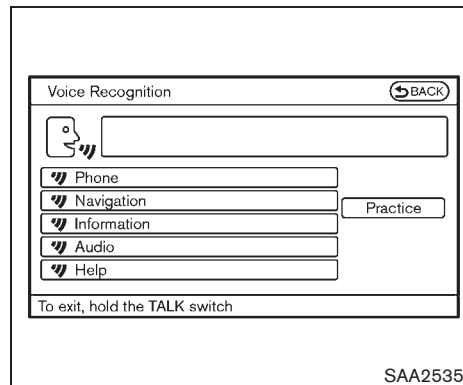 Voice Recognition
BACK
Phone
Navigation
Practice
Information
Audio
Help
To exit, hold the TALK switch
SAA2535